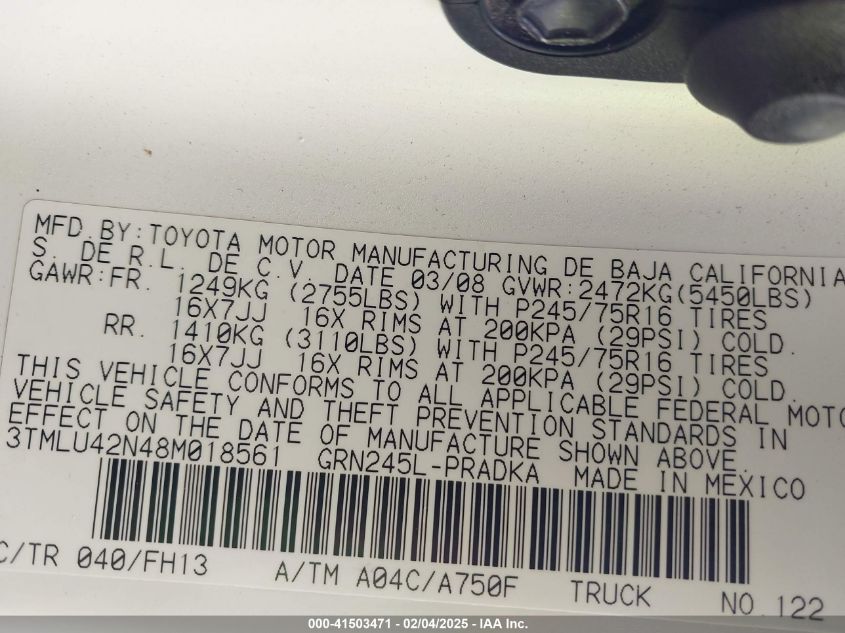 MFD.BY:TOYOTA MOTOR MANUFACTURING DE BAJA CALIFORNIA
S. DE R.L. DE C.V. DATE 03/08 GVWR:2472KG(5450LBS)
GAWR:FR. 1249KG (2755LBS) WITH P245/75R16 TIRES
16X7JJ 16X RIMS AT 200KPA (29PSI) COLD.
RR. 1410KG (3110LBS) WITH P245/75R16 TIRES
16X7JJ 16X RIMS AT 200KPA (29PSI) COLD.
THIS VEHICLE CONFORMS TO ALL APPLICABLE FEDERAL MOTO
VEHICLE SAFETY AND THEFT PREVENTION STANDARDS IN
EFFECT ON THE DATE OF MANUFACTURE SHOWN ABOVE.
3TMLU42N48M018561 GRN245L-PRADKA MADE IN MEXICO
C/TR 040/FH13 A/TM A04C/A750F TRUCK NO.122
000-41503471 - 02/04/2025 - IAA Inc.